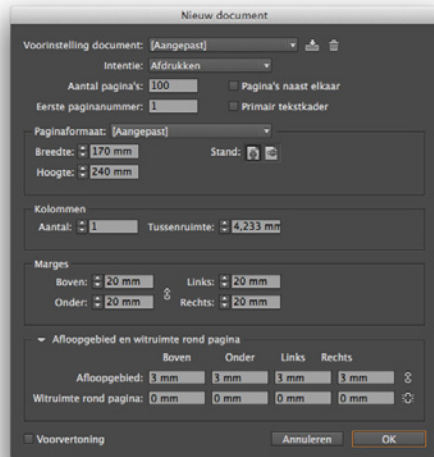 Nieuw document
Voorinstelling document: [Aangepast]
Intentie: Afdrukken
Aantal pagina's: 100 Pagina's naast elkaar
Eerste paginanummer: 1 Primair tekstkader
Paginaformaat: [Aangepast]
Breedte: 170 mm Stand:
Hoogte: 240 mm
Kolommen
Aantal: 1 Tussenruimte: 4,233 mm
Marges
Boven: 20 mm Links: 20 mm
Onder: 20 mm Rechts: 20 mm
Afloopgebied en witruimte rond pagina
Boven Onder Links Rechts
Afloopgebied: 3 mm 3 mm 3 mm 3 mm
Witruimte rond pagina: 0 mm 0 mm 0 mm 0 mm
Voorvertoning Annuleren OK